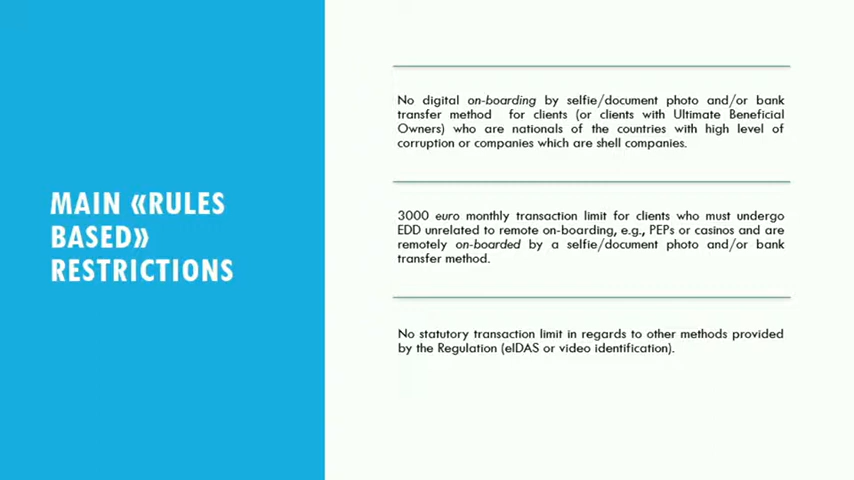 MAIN «RULES
BASED»
RESTRICTIONS
No digital on-boarding by selfie/document photo and/or bank
transfer method for clients (or clients with Ultimate Beneficial
Owners) who are nationals of the countries with high level of
corruption or companies which are shell companies.
3000 euro monthly transaction limit for clients who must undergo
EDD unrelated to remote on-boarding, e.g., PEPs or casinos and are
remotely on-boarded by a selfie/document photo and/or bank
transfer method.
No statutory transaction limit in regards to other methods provided
by the Regulation (eIDAS or video identification).